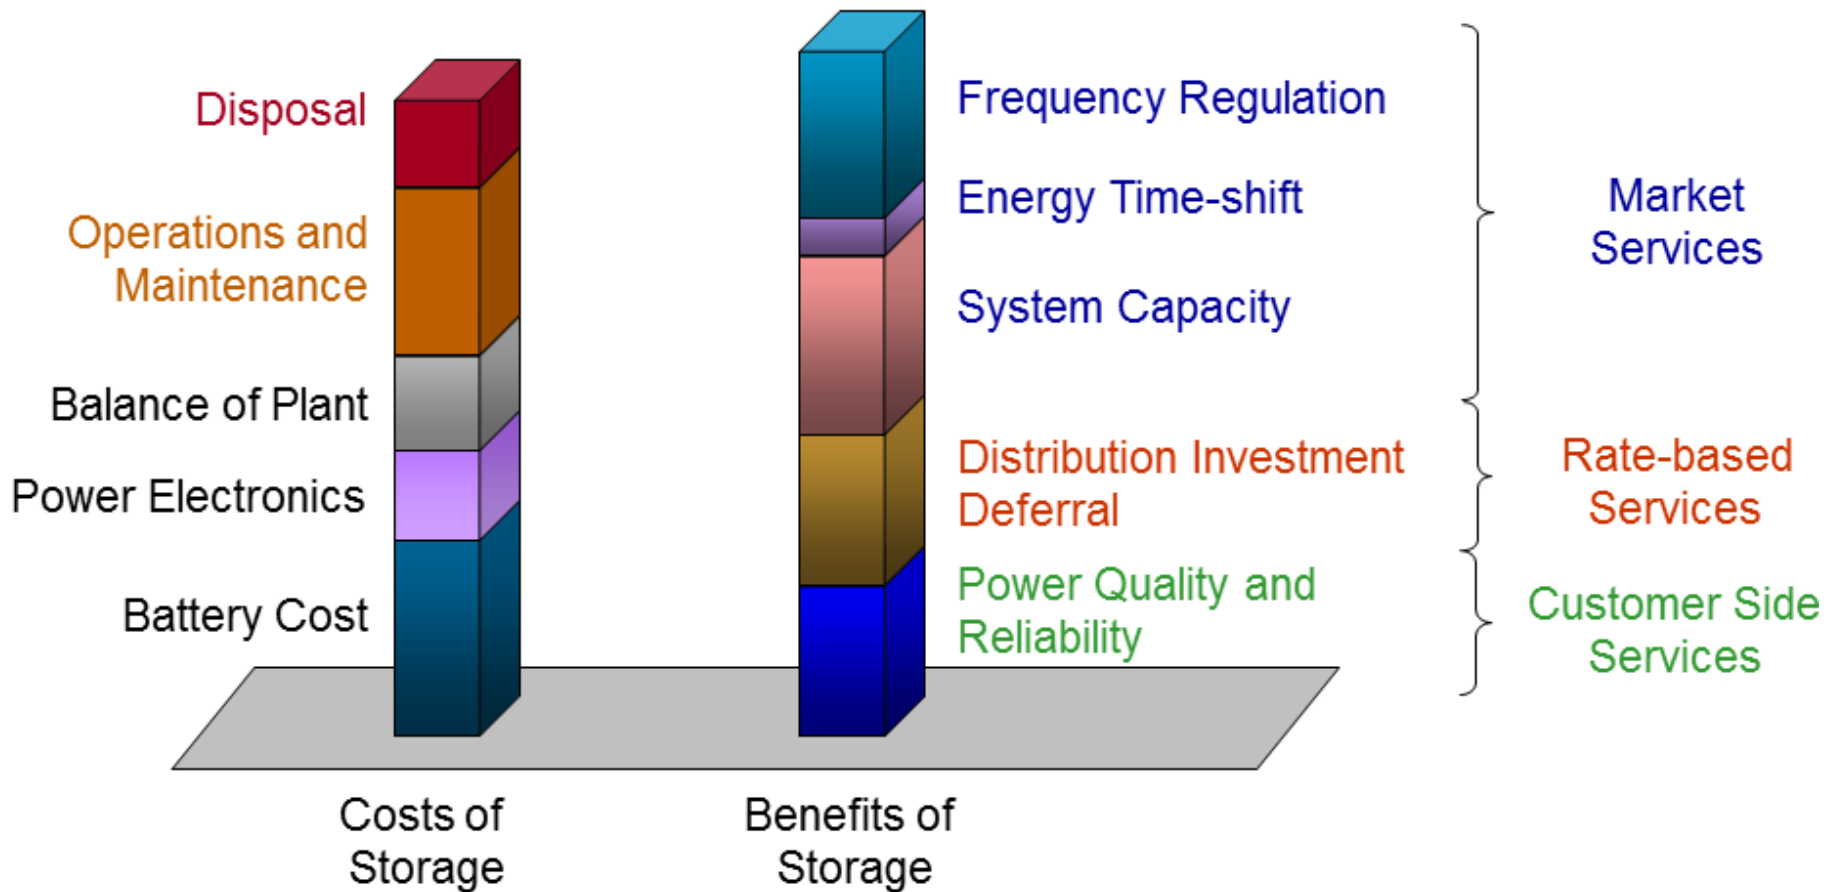 Disposal
Operations and
Maintenance
Balance of Plant
Power Electronics
Battery Cost
Costs of
Storage
Frequency Regulation
Energy Time-shift
System Capacity
Distribution Investment
Deferral
Power Quality and
Reliability
Benefits of
Storage
Market
Services
Rate-based
Services
Customer Side
Services